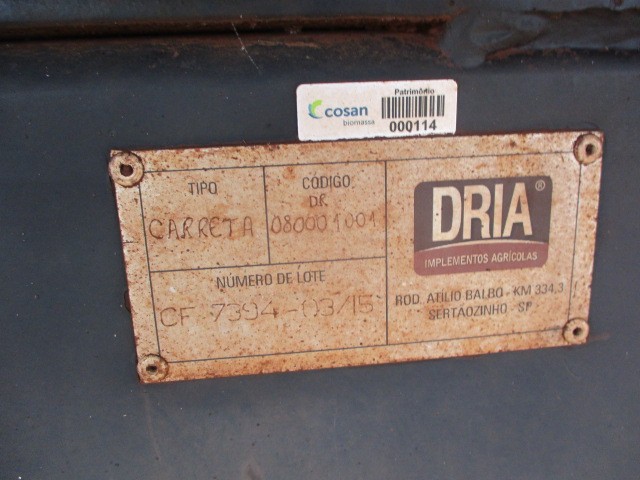 Patrimônio
cosan
biomassa
000114
TIPO
CARRETA
CÓDIGO
DR
080001001
NÚMERO DE LOTE
CF 7394-03/15
DRIA®
IMPLEMENTOS AGRÍCOLAS
ROD. ATÍLIO BALBO - KM 334,3
SERTAOZINHO - SP